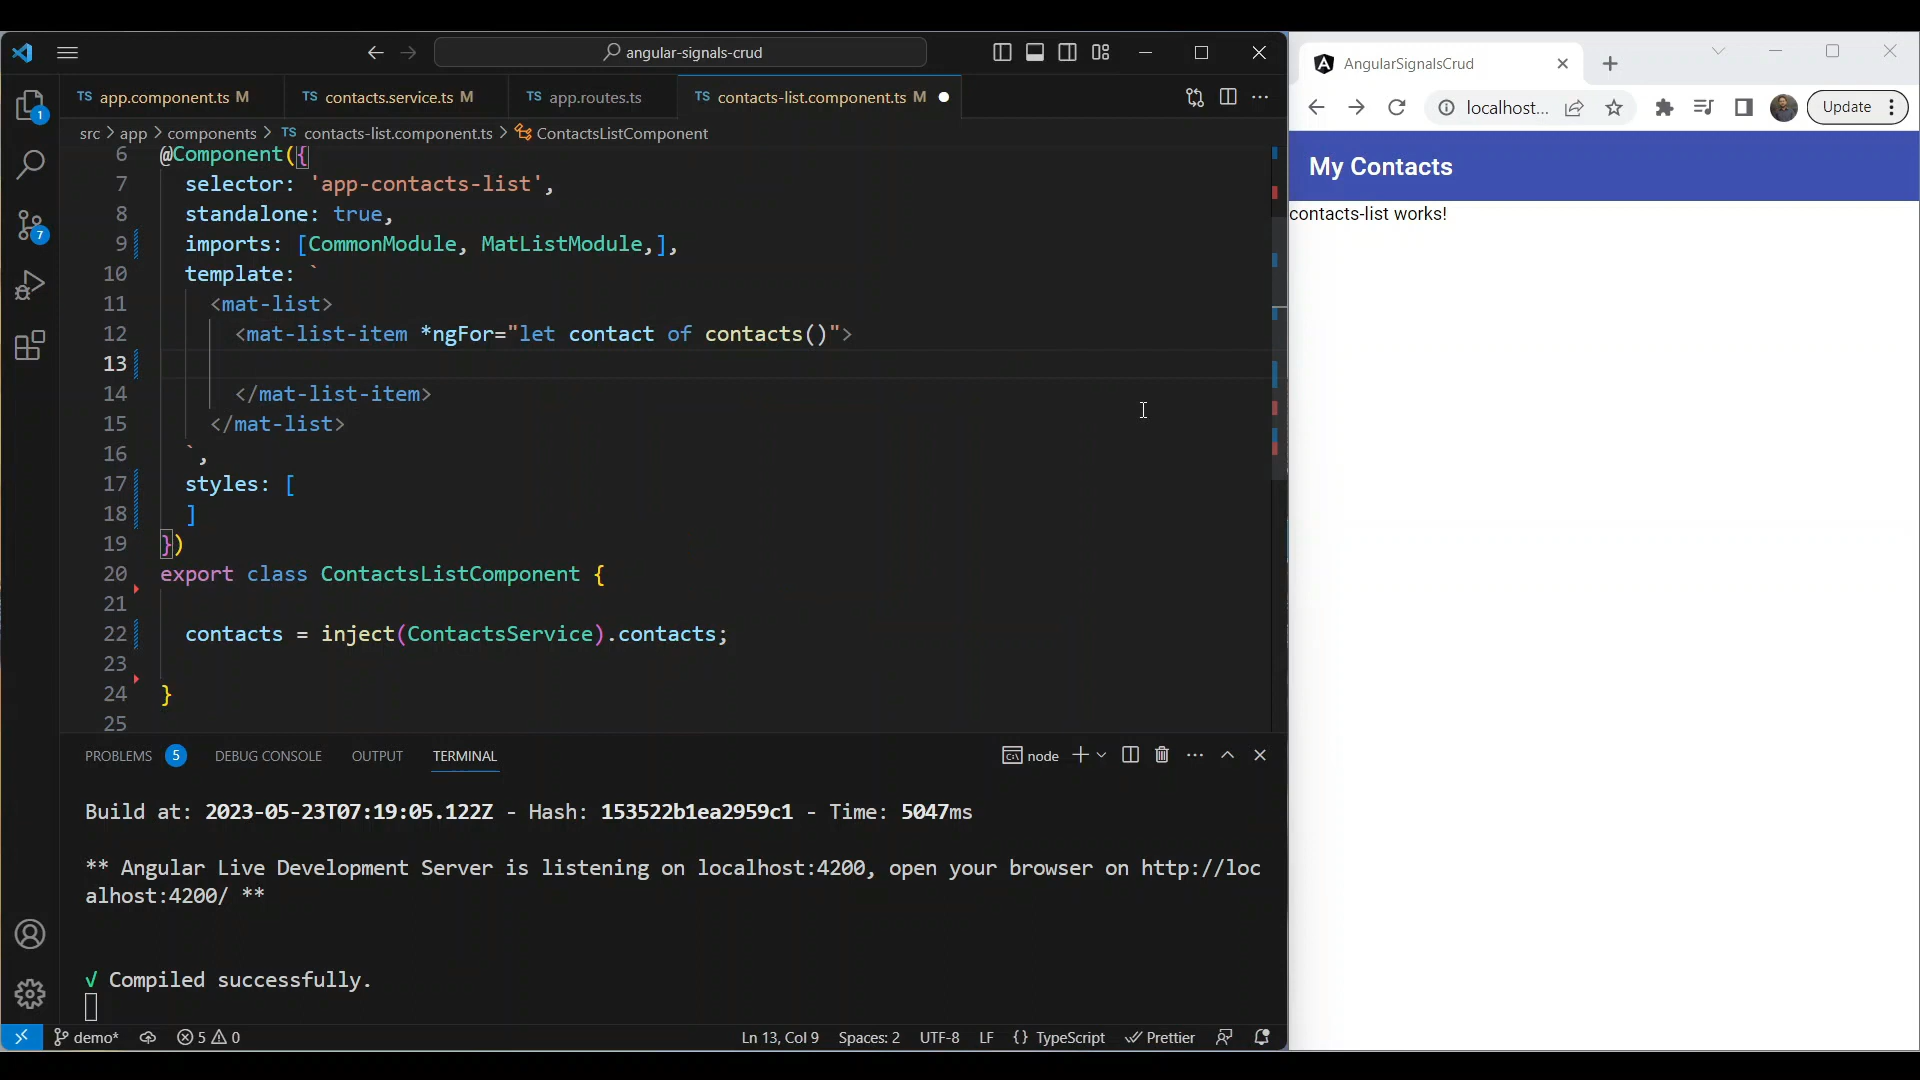 angular-signals-crud
TS app.component.ts M
TS contacts.service.ts M
TS app.routes.ts
TS contacts-list.component.ts M
src > app > components > TS contacts-list.component.ts > ContactsListComponent
6 @Component({
7 selector: 'app-contacts-list',
8 standalone: true,
9 imports: [CommonModule, MatListModule,],
10 template: `
11 <mat-list>
12 <mat-list-item *ngFor="let contact of contacts()">
13
14 </mat-list-item>
15 </mat-list>
16 `,
17 styles: [
18 ]
19 })
20 export class ContactsListComponent {
21
22 contacts = inject(ContactsService).contacts;
23
24 }
25
PROBLEMS 5 DEBUG CONSOLE OUTPUT TERMINAL
node
Build at: 2023-05-23T07:19:05.122Z - Hash: 153522b1ea2959c1 - Time: 5047ms
** Angular Live Development Server is listening on localhost:4200, open your browser on http://loc
alhost:4200/ **
√ Compiled successfully.
1
7
demo* 5 0 Ln 13, Col 9 Spaces: 2 UTF-8 LF {} TypeScript Prettier
AngularSignalsCrud
localhost... Update
My Contacts
contacts-list works!